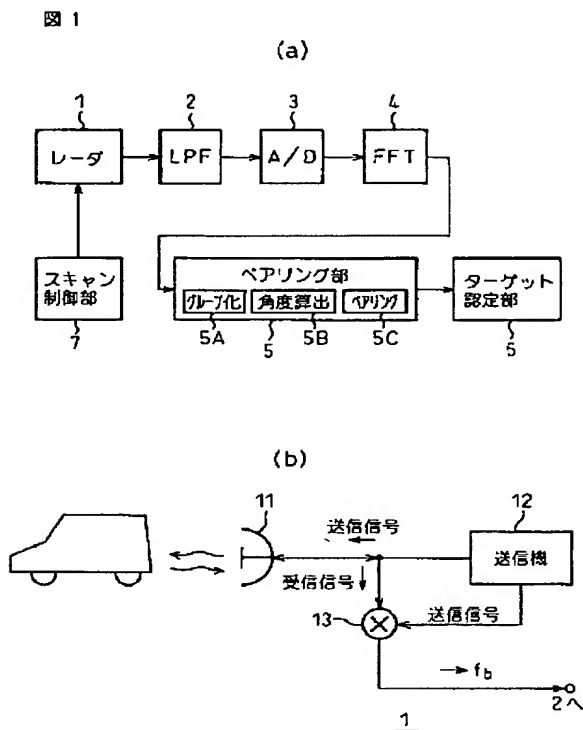 図 1
(a)
1 2 3 4
レーダ LPF A/D FFT
スキャン
制御部
7
ペアリング部
グループ化 角度算出 ペアリング
5A 5 5B 5C
ターゲット
認定部
6
(b)
11
送信信号
受信信号
12
送信機
13
送信信号
fb
2へ
1